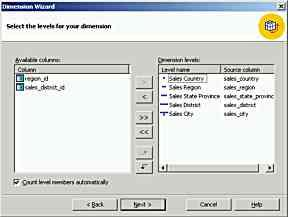 Dimension Wizard
Select the levels for your dimension
Available columns:
Column
region_id
sales_district_id
>
<
>>
<<
Dimension levels:
Level name Source column
Sales Country sales_country
Sales Region sales_region
Sales State Province sales_state_provinc
Sales District sales_district
Sales City sales_city
Count level members automatically
< Back
Next >
Cancel
Help